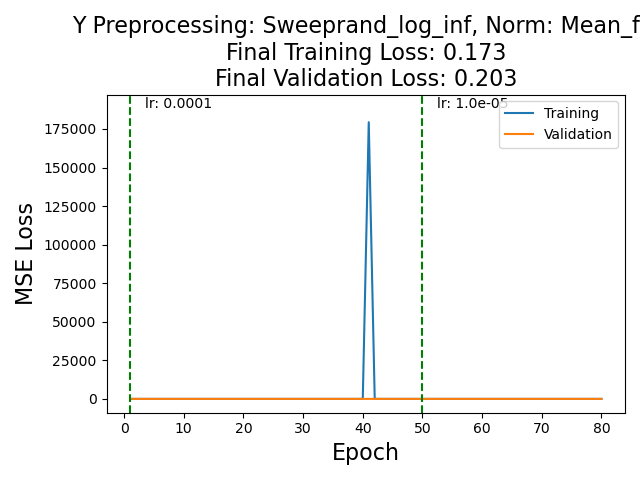 Y Preprocessing: Sweeprand_log_inf, Norm: Mean_f
Final Training Loss: 0.173
Final Validation Loss: 0.203
lr: 0.0001
lr: 1.0e-05
Training
Validation
175000
150000
125000
100000
75000
50000
25000
0
MSE Loss
0 10 20 30 40 50 60 70 80
Epoch